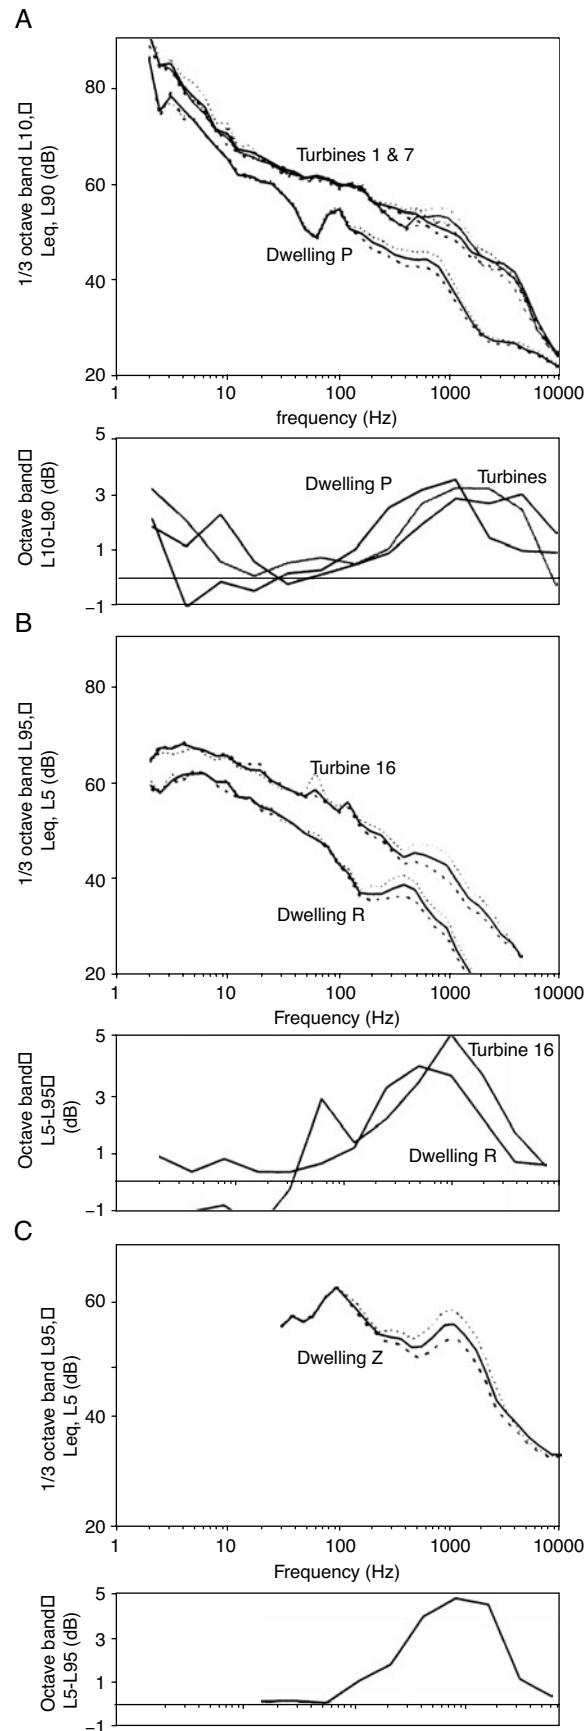 A
1/3 octave band L10,□
Leq, L90 (dB)
80
60
40
20
Turbines 1 & 7
Dwelling P
1
10
100
1000
10000
frequency (Hz)
Octave band□
L10-L90 (dB)
5
3
1
−1
Dwelling P
Turbines
B
1/3 octave band L95,□
Leq, L5 (dB)
80
60
40
20
Turbine 16
Dwelling R
1
10
100
1000
10000
Frequency (Hz)
Octave band□
L5-L95□
(dB)
5
3
1
−1
Turbine 16
Dwelling R
C
1/3 octave band L95,□
Leq, L5 (dB)
60
40
20
Dwelling Z
1
10
100
1000
10000
Frequency (Hz)
Octave band□
L5-L95 (dB)
5
3
1
−1